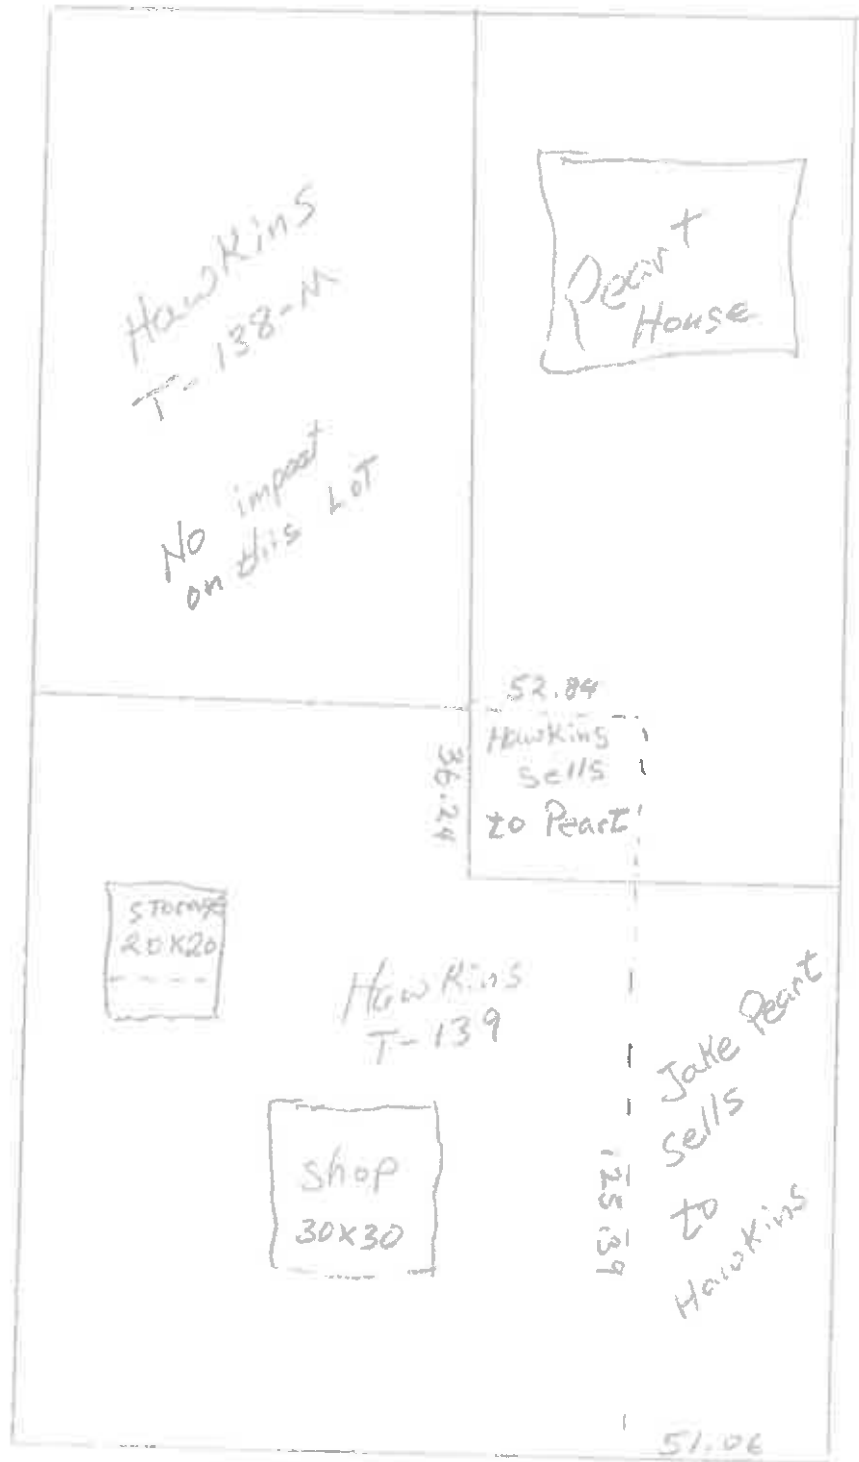 Hawkins
T-138-M
No impact
on this LOT
Peart
House
52.84
36.24
Hawkins
sells
to Peart
STORAGE
20x20
Hawkins
T-139
Shop
30x30
125.39
Jake Peart
sells
to
Hawkins
51.06